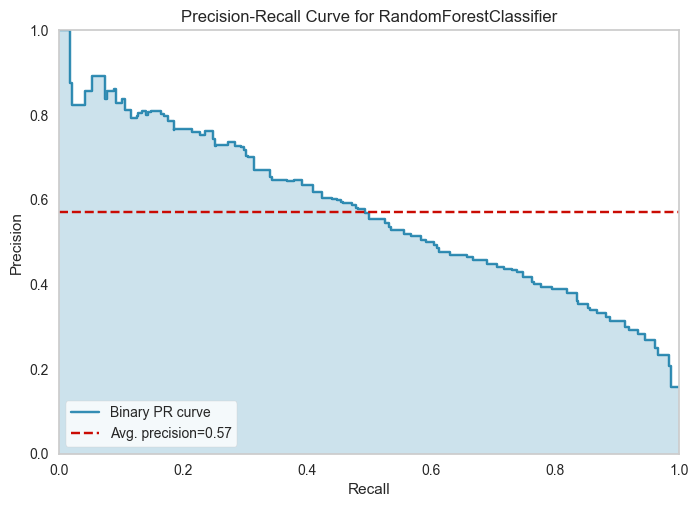 Precision-Recall Curve for RandomForestClassifier
1.0
0.8
0.6
0.4
0.2
0.0
Precision
Binary PR curve
Avg. precision=0.57
0.0 0.2 0.4 0.6 0.8 1.0
Recall